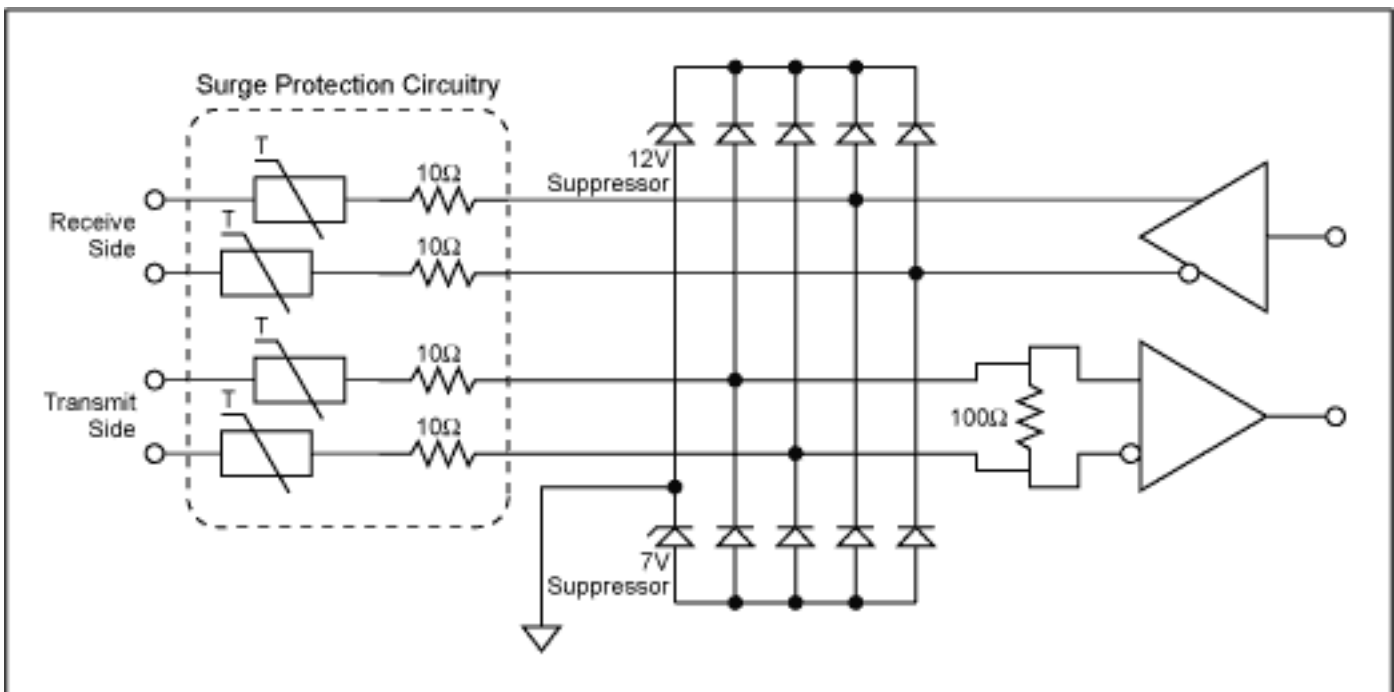 Surge Protection Circuitry
T
10Ω
12V
Suppressor
Receive
Side
T
10Ω
T
10Ω
Transmit
Side
T
10Ω
100Ω
7V
Suppressor